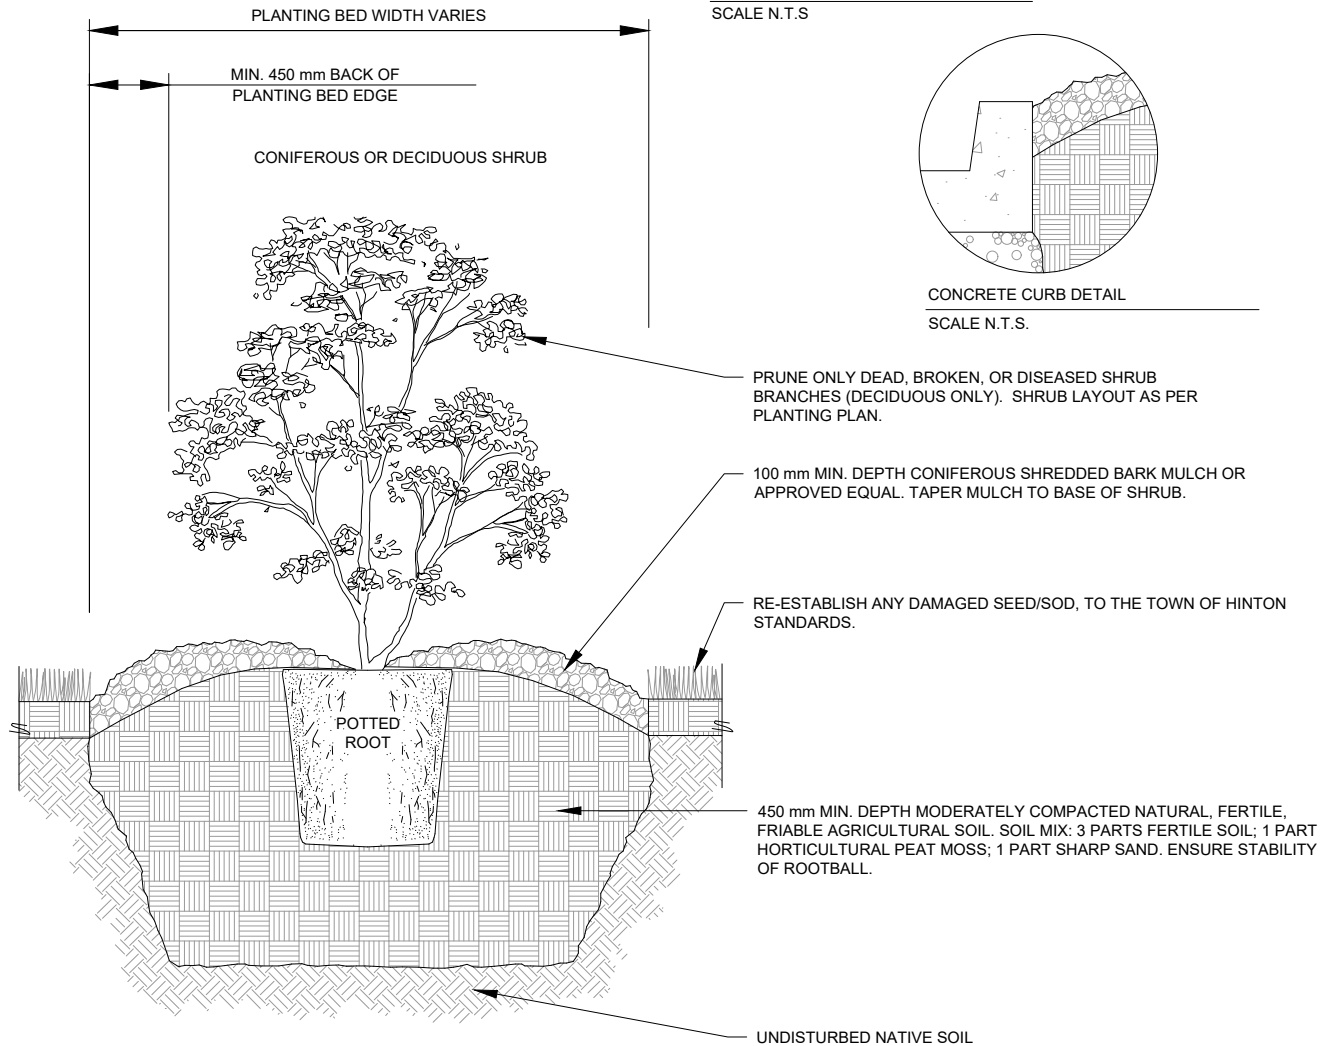 PLANTING BED WIDTH VARIES
SCALE N.T.S
MIN. 450 mm BACK OF
PLANTING BED EDGE
CONIFEROUS OR DECIDUOUS SHRUB
CONCRETE CURB DETAIL
SCALE N.T.S.
PRUNE ONLY DEAD, BROKEN, OR DISEASED SHRUB
BRANCHES (DECIDUOUS ONLY). SHRUB LAYOUT AS PER
PLANTING PLAN.
100 mm MIN. DEPTH CONIFEROUS SHREDDED BARK MULCH OR
APPROVED EQUAL. TAPER MULCH TO BASE OF SHRUB.
RE-ESTABLISH ANY DAMAGED SEED/SOD, TO THE TOWN OF HINTON
STANDARDS.
POTTED
ROOT
450 mm MIN. DEPTH MODERATELY COMPACTED NATURAL, FERTILE,
FRIABLE AGRICULTURAL SOIL. SOIL MIX: 3 PARTS FERTILE SOIL; 1 PART
HORTICULTURAL PEAT MOSS; 1 PART SHARP SAND. ENSURE STABILITY
OF ROOTBALL.
UNDISTURBED NATIVE SOIL